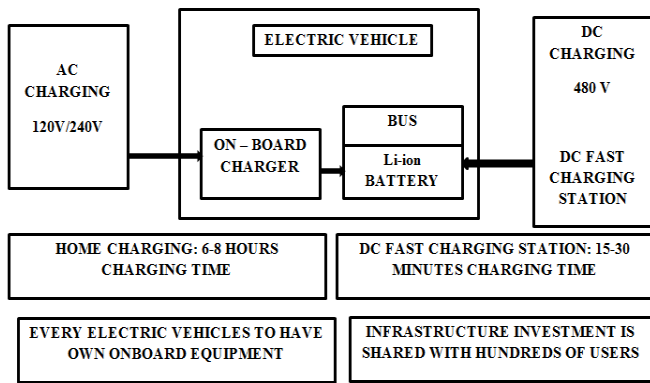 ELECTRIC VEHICLE
AC
CHARGING
120V/240V
ON – BOARD
CHARGER
BUS
Li-ion
BATTERY
DC
CHARGING
480 V
DC FAST
CHARGING
STATION
HOME CHARGING: 6-8 HOURS
CHARGING TIME
DC FAST CHARGING STATION: 15-30
MINUTES CHARGING TIME
EVERY ELECTRIC VEHICLES TO HAVE
OWN ONBOARD EQUIPMENT
INFRASTRUCTURE INVESTMENT IS
SHARED WITH HUNDREDS OF USERS